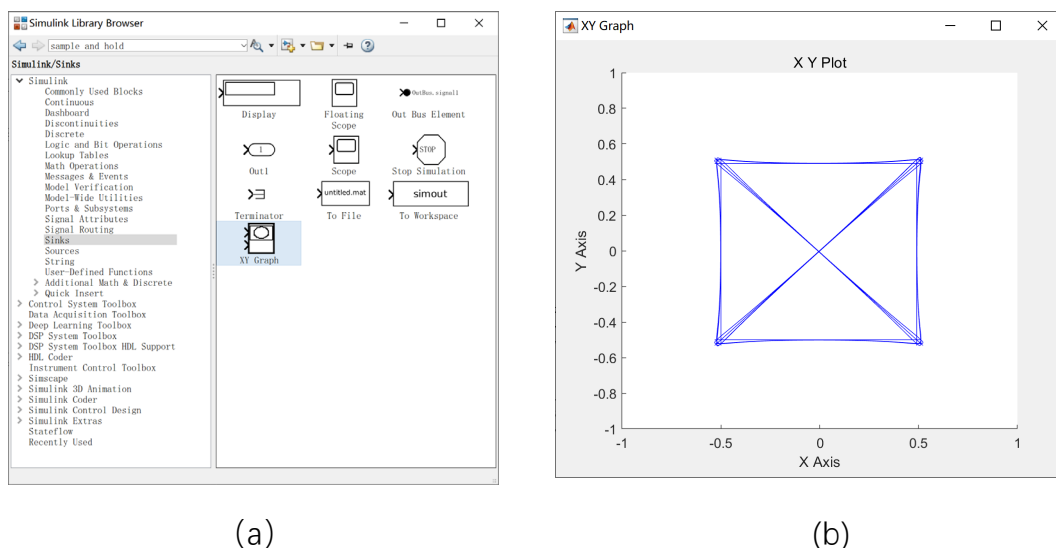 Simulink Library Browser
sample and hold
Simulink/Sinks
Simulink
Commonly Used Blocks
Continuous
Dashboard
Discontinuities
Discrete
Logic and Bit Operations
Lookup Tables
Math Operations
Messages & Events
Model Verification
Model-Wide Utilities
Ports & Subsystems
Signal Attributes
Signal Routing
Sinks
Sources
String
User-Defined Functions
Additional Math & Discrete
Quick Insert
Control System Toolbox
Data Acquisition Toolbox
Deep Learning Toolbox
DSP System Toolbox
DSP System Toolbox HDL Support
HDL Coder
Instrument Control Toolbox
Simscape
Simulink 3D Animation
Simulink Coder
Simulink Control Design
Simulink Extras
Stateflow
Recently Used
OutBus.signal1
Display
Floating
Scope
Out Bus Element
1
STOP
Out1
Scope
Stop Simulation
untitled.mat
simout
Terminator
To File
To Workspace
XY Graph
(a)
XY Graph
X Y Plot
1
0.8
0.6
0.4
0.2
0
-0.2
-0.4
-0.6
-0.8
-1
Y Axis
-1
-0.5
0
0.5
1
X Axis
(b)